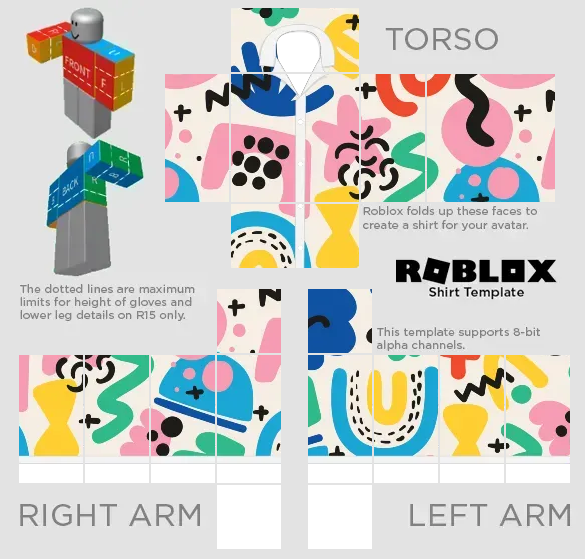 TORSO
FRONT
F
L
R
U
BACK
Roblox folds up these faces to
create a shirt for your avatar.
ROBLOX
Shirt Template
The dotted lines are maximum
limits for height of gloves and
lower leg details on R15 only.
This template supports 8-bit
alpha channels.
RIGHT ARM
LEFT ARM